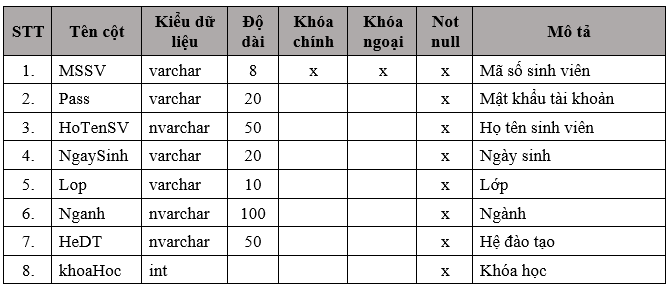 STT Tên cột Kiểu dữ liệu Độ dài Khóa chính Khóa ngoại Not null Mô tả
1. MSSV varchar 8 x x x Mã số sinh viên
2. Pass varchar 20 x Mật khẩu tài khoản
3. HoTenSV nvarchar 50 x Họ tên sinh viên
4. NgaySinh varchar 20 x Ngày sinh
5. Lop varchar 10 x Lớp
6. Nganh nvarchar 100 x Ngành
7. HeDT nvarchar 50 x Hệ đào tạo
8. khoaHoc int x Khóa học